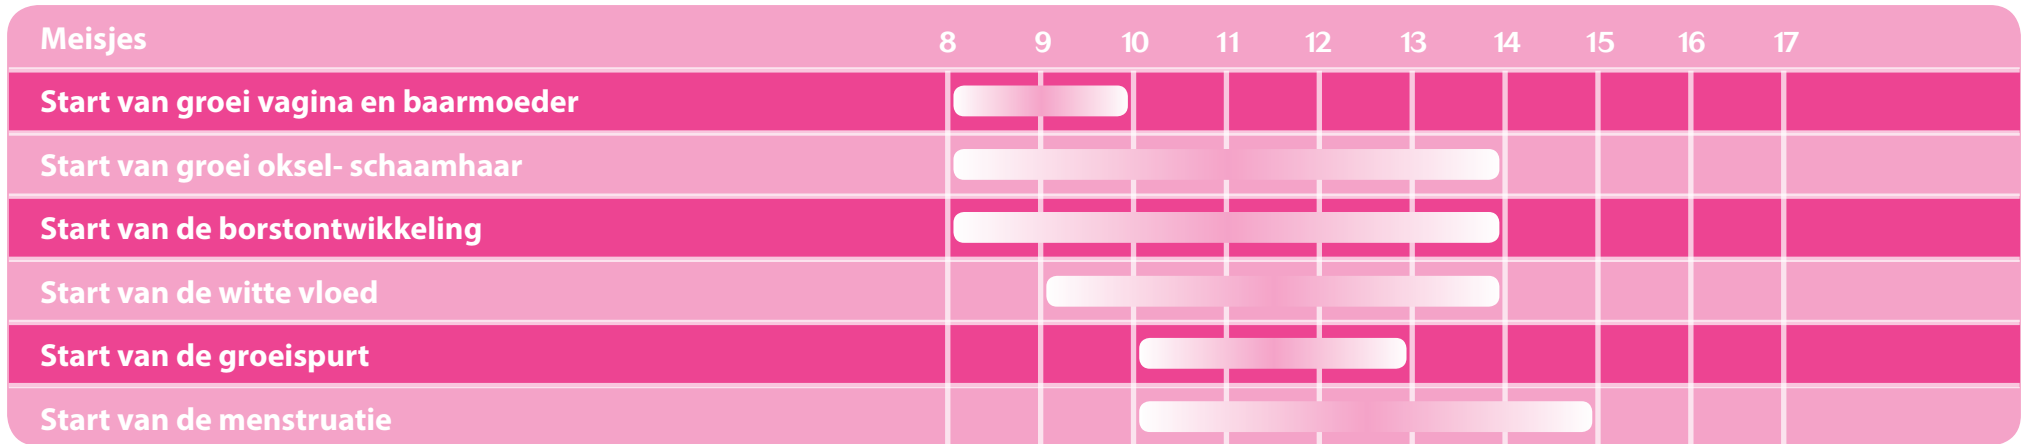 Meisjes 8 9 10 11 12 13 14 15 16 17
Start van groei vagina en baarmoeder
Start van groei oksel- schaamhaar
Start van de borstontwikkeling
Start van de witte vloed
Start van de groeispurt
Start van de menstruatie